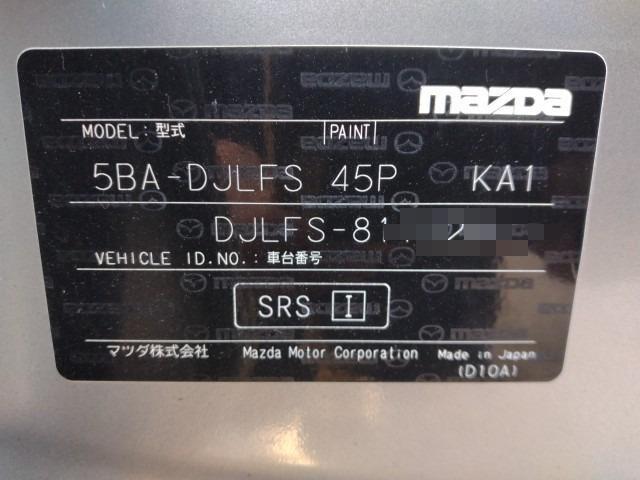 mazda
MODEL:型式 PAINT
5BA-DJLFS 45P KA1
DJLFS-81
VEHICLE ID.NO.:車台番号
SRS I
マツダ株式会社 Mazda Motor Corporation Made in Japan
(D10A)